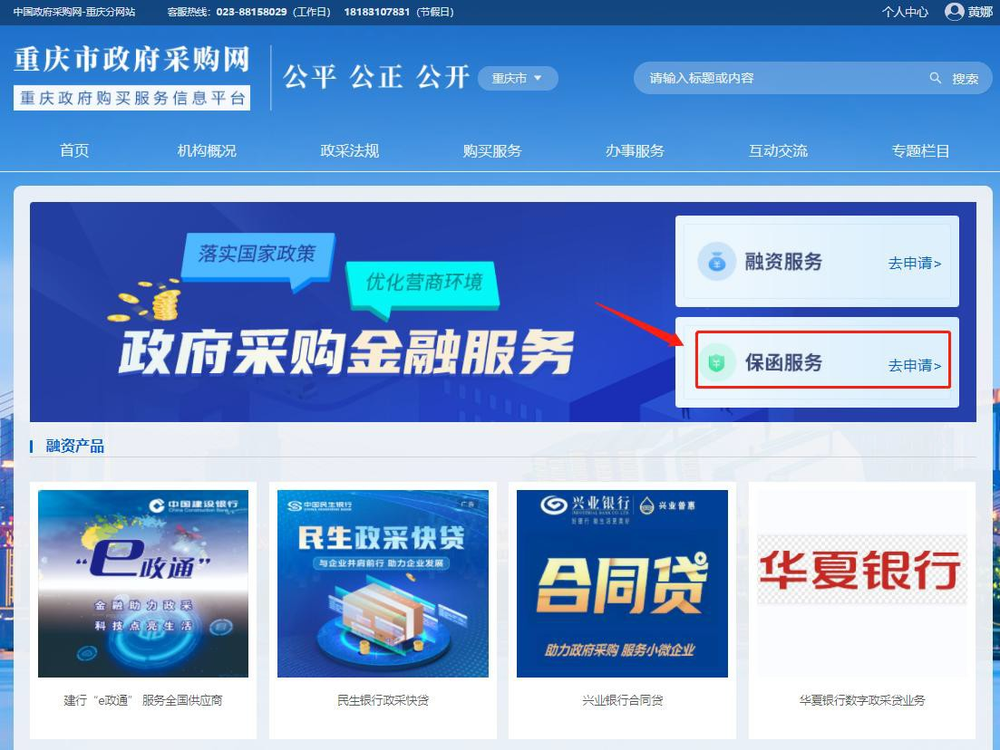 中国政府采购网-重庆分网站 客服热线：023-88158029（工作日） 18183107831（节假日） 个人中心 黄娜
重庆市政府采购网
重庆政府购买服务信息平台
公平 公正 公开
重庆市
请输入标题或内容
搜索
首页 机构概况 政采法规 购买服务 办事服务 互动交流 专题栏目
落实国家政策
优化营商环境
政府采购金融服务
融资服务 去申请>
保函服务 去申请>
融资产品
中国建设银行
China Construction Bank
“e政通”
金融助力政采
科技点亮生活
建行“e政通” 服务全国供应商
中国民生银行
广告
民生政采快贷
与企业并肩前行 助力企业发展
民生银行政采快贷
兴业银行
INDUSTRIAL BANK CO.,LTD.
兴业普惠
合同贷
助力政府采购 服务小微企业
兴业银行合同贷
华夏银行
华夏银行数字政采贷业务